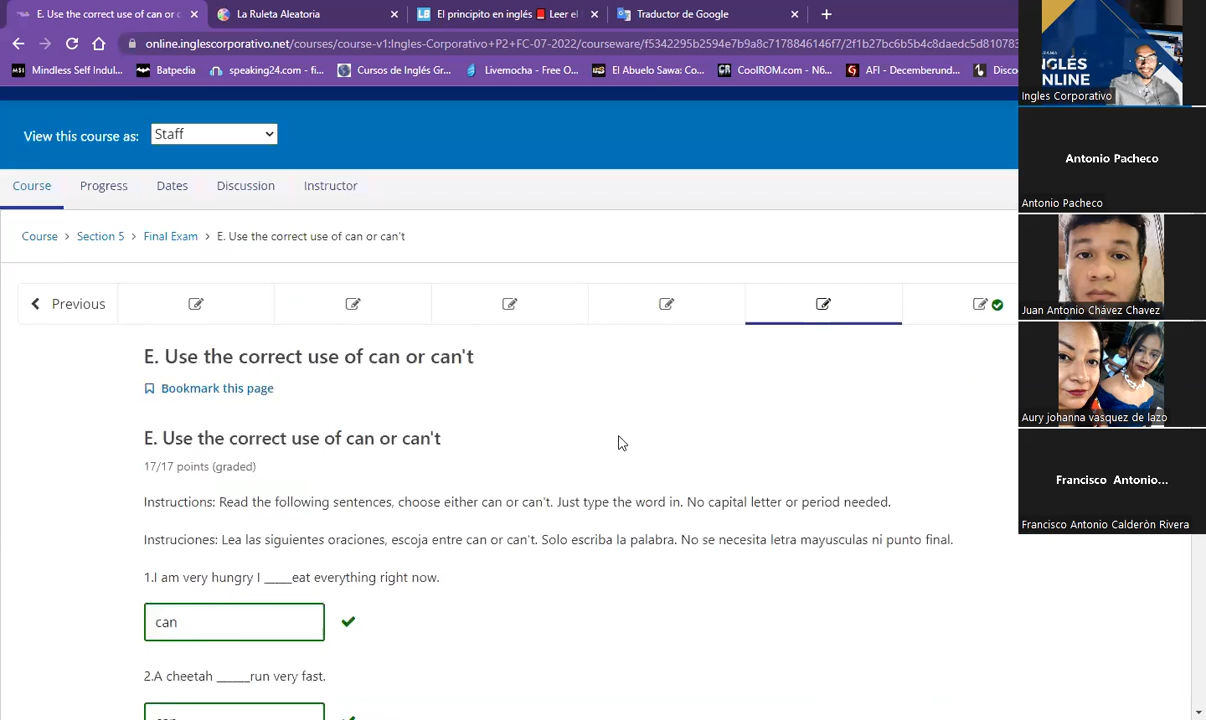 E. Use the correct use of can or c
La Ruleta Aleatoria
El principito en inglés Leer el
Traductor de Google
online.inglescorporativo.net/courses/course-v1:Ingles-Corporativo+P2+FC-07-2022/courseware/f5342295b2594e7b9a8c7178846146f7/2f1b27bc6b5b4c8daedc5d810783
Mindless Self Indul...
Batpedia
speaking24.com - fi...
Cursos de Inglés Gr...
Livemocha - Free O...
El Abuelo Sawa: Co...
CoolROM.com - N6...
AFI - Decemberund...
Disco
INGLÉS
ONLINE
Ingles Corporativo
View this course as:
Staff
Antonio Pacheco
Antonio Pacheco
Course
Progress
Dates
Discussion
Instructor
Course > Section 5 > Final Exam > E. Use the correct use of can or can't
Previous
Juan Antonio Chávez Chavez
E. Use the correct use of can or can't
Bookmark this page
Aury johanna vasquez de lazo
E. Use the correct use of can or can't
17/17 points (graded)
Francisco Antonio...
Francisco Antonio Calderòn Rivera
Instructions: Read the following sentences, choose either can or can't. Just type the word in. No capital letter or period needed.
Instruciones: Lea las siguientes oraciones, escoja entre can or can't. Solo escriba la palabra. No se necesita letra mayusculas ni punto final.
1.I am very hungry I _____eat everything right now.
can
2.A cheetah ______run very fast.